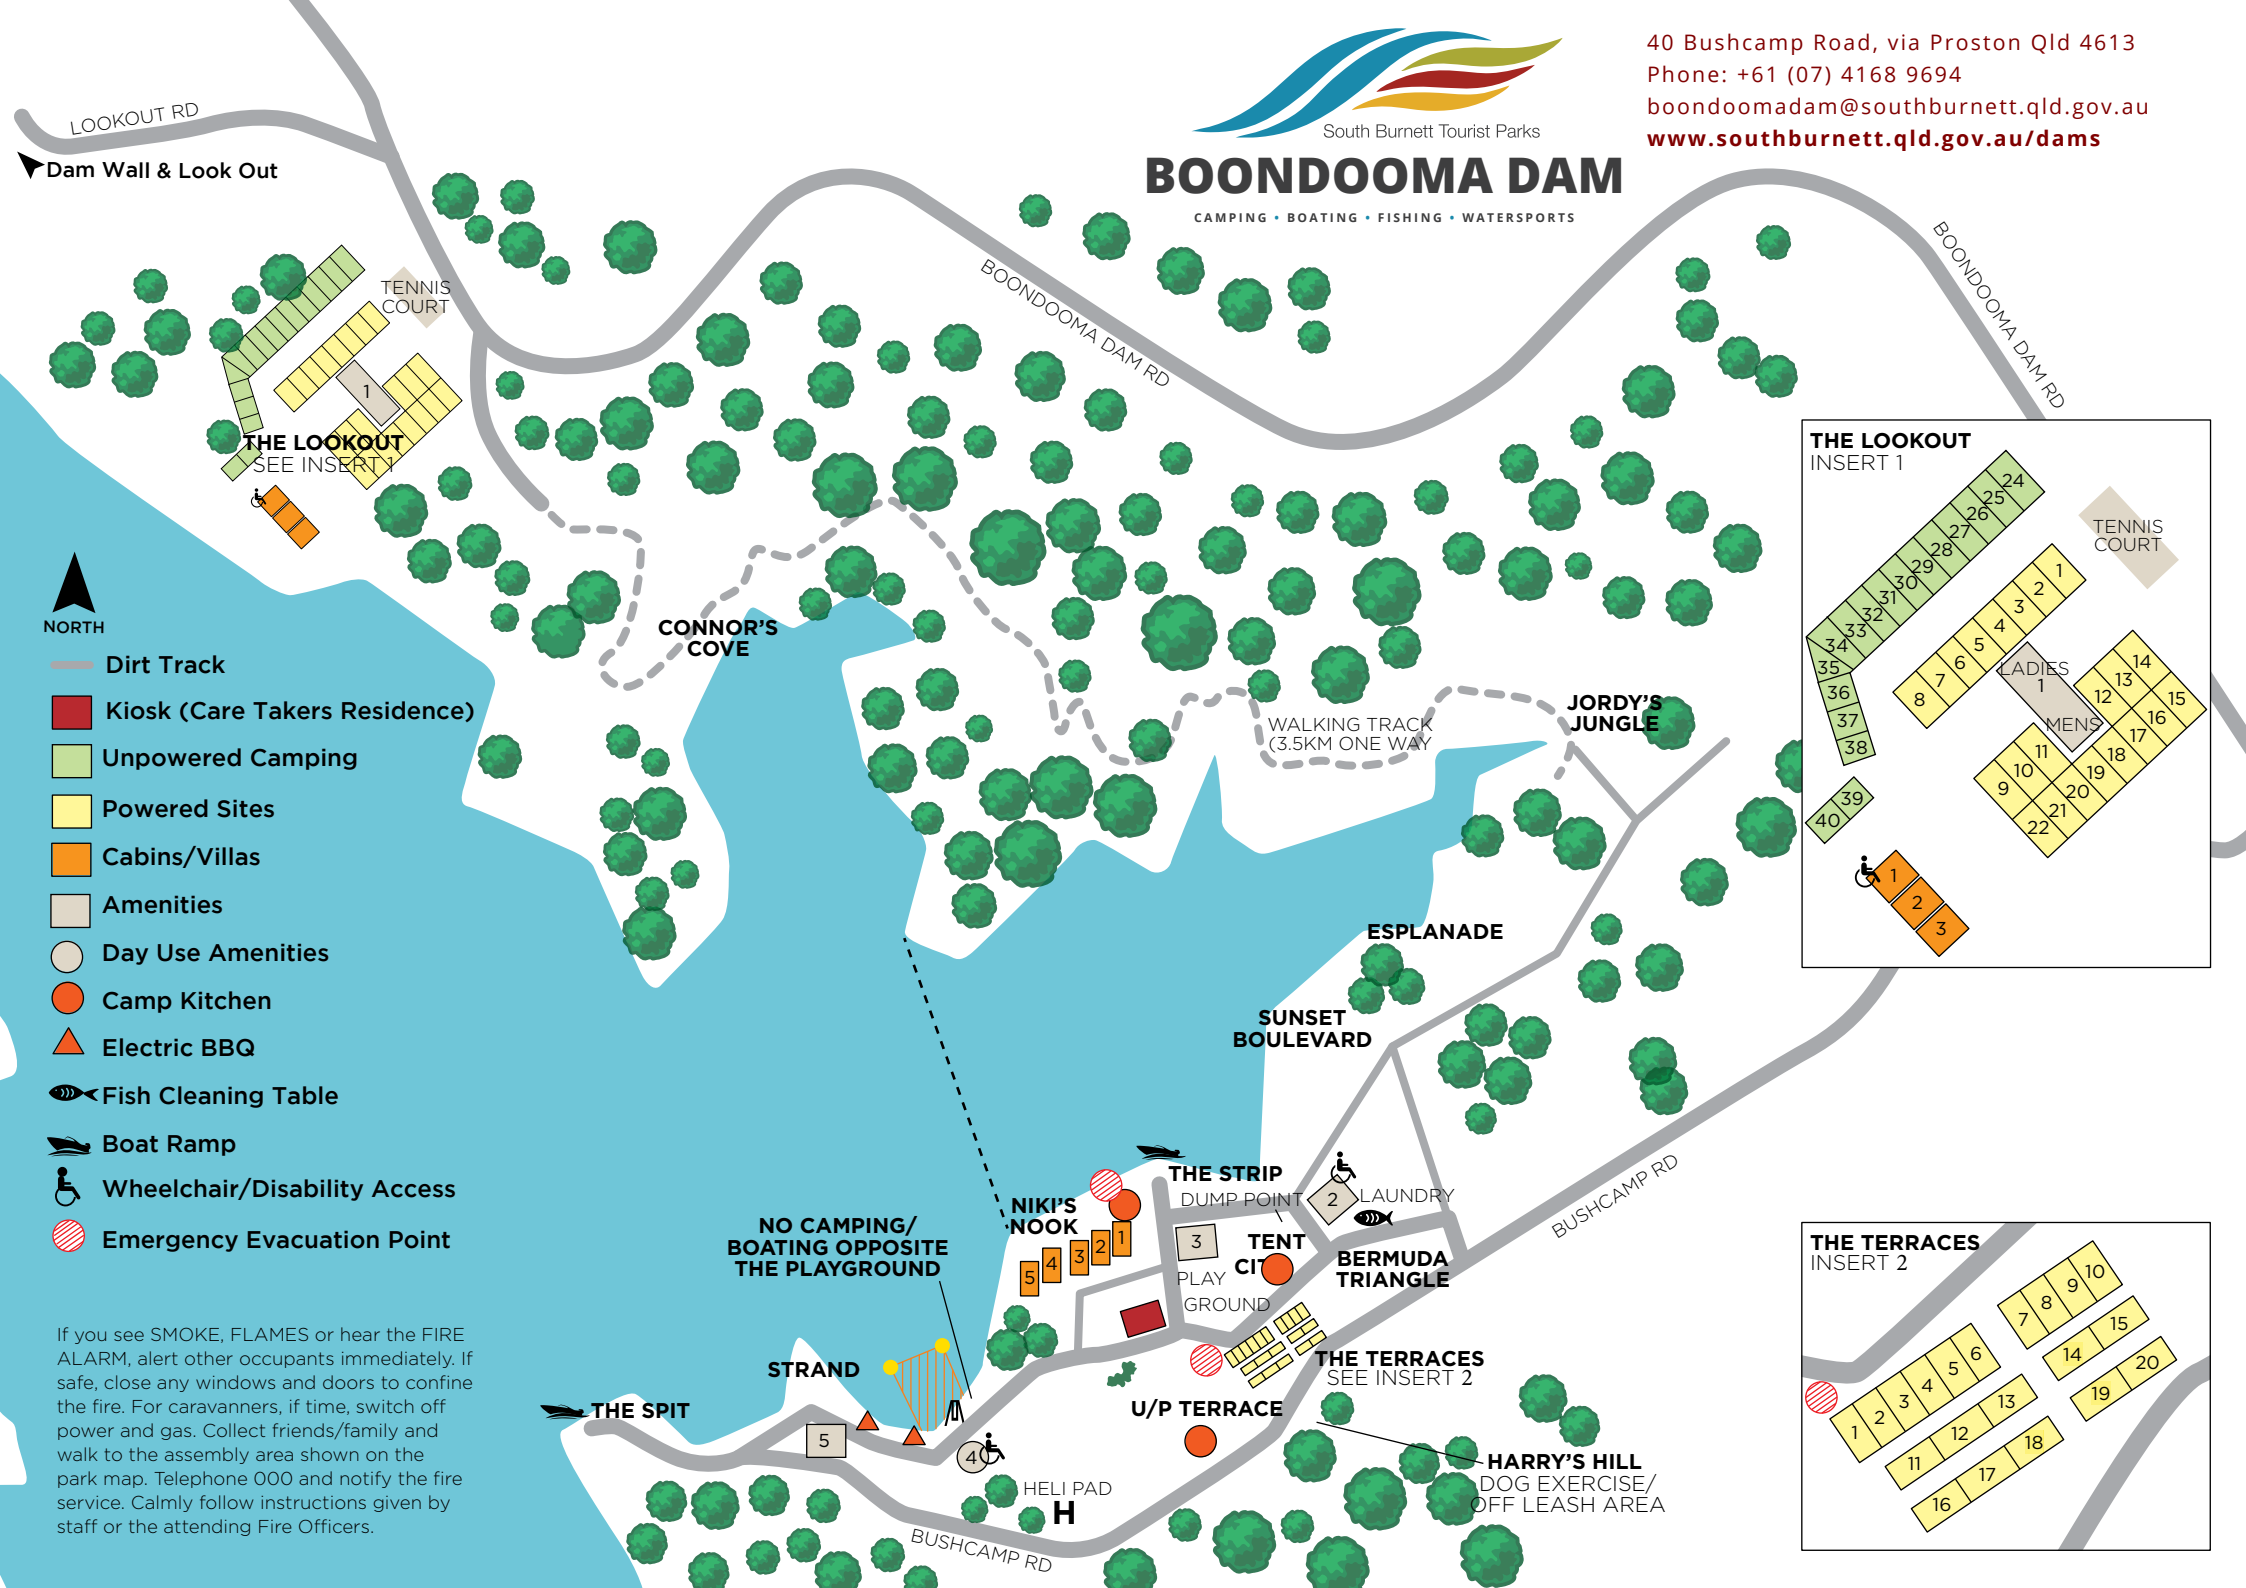 40 Bushcamp Road, via Proston Qld 4613
Phone: +61 (07) 4168 9694
boondoomadam@southburnett.qld.gov.au
www.southburnett.qld.gov.au/dams
South Burnett Tourist Parks
BOONDOOMA DAM
CAMPING • BOATING • FISHING • WATERSPORTS
LOOKOUT RD
Dam Wall & Look Out
TENNIS
COURT
1
THE LOOKOUT
SEE INSERT 1
BOONDOOMA DAM RD
BOONDOOMA DAM RD
NORTH
Dirt Track
Kiosk (Care Takers Residence)
Unpowered Camping
Powered Sites
Cabins/Villas
Amenities
Day Use Amenities
Camp Kitchen
Electric BBQ
Fish Cleaning Table
Boat Ramp
Wheelchair/Disability Access
Emergency Evacuation Point
If you see SMOKE, FLAMES or hear the FIRE
ALARM, alert other occupants immediately. If
safe, close any windows and doors to confine
the fire. For caravanners, if time, switch off
power and gas. Collect friends/family and
walk to the assembly area shown on the
park map. Telephone 000 and notify the fire
service. Calmly follow instructions given by
staff or the attending Fire Officers.
CONNOR'S
COVE
WALKING TRACK
(3.5KM ONE WAY
JORDY'S
JUNGLE
ESPLANADE
SUNSET
BOULEVARD
THE STRIP
DUMP POINT
2
LAUNDRY
NIKI'S
NOOK
5
4
3
2
1
3
TENT
BERMUDA
TRIANGLE
PLAY
GROUND
NO CAMPING/
BOATING OPPOSITE
THE PLAYGROUND
STRAND
THE SPIT
5
4
HELI PAD
H
THE TERRACES
SEE INSERT 2
U/P TERRACE
HARRY'S HILL
DOG EXERCISE/
OFF LEASH AREA
BUSHCAMP RD
BUSHCAMP RD
THE LOOKOUT
INSERT 1
24
25
26
27
28
29
30
31
32
33
34
35
36
37
38
39
40
TENNIS
COURT
1
2
3
4
5
6
7
8
LADIES
1
MENS
14
13
12
15
16
17
18
19
20
21
22
11
10
9
1
2
3
THE TERRACES
INSERT 2
1
2
3
4
5
6
7
8
9
10
11
12
13
14
15
16
17
18
19
20